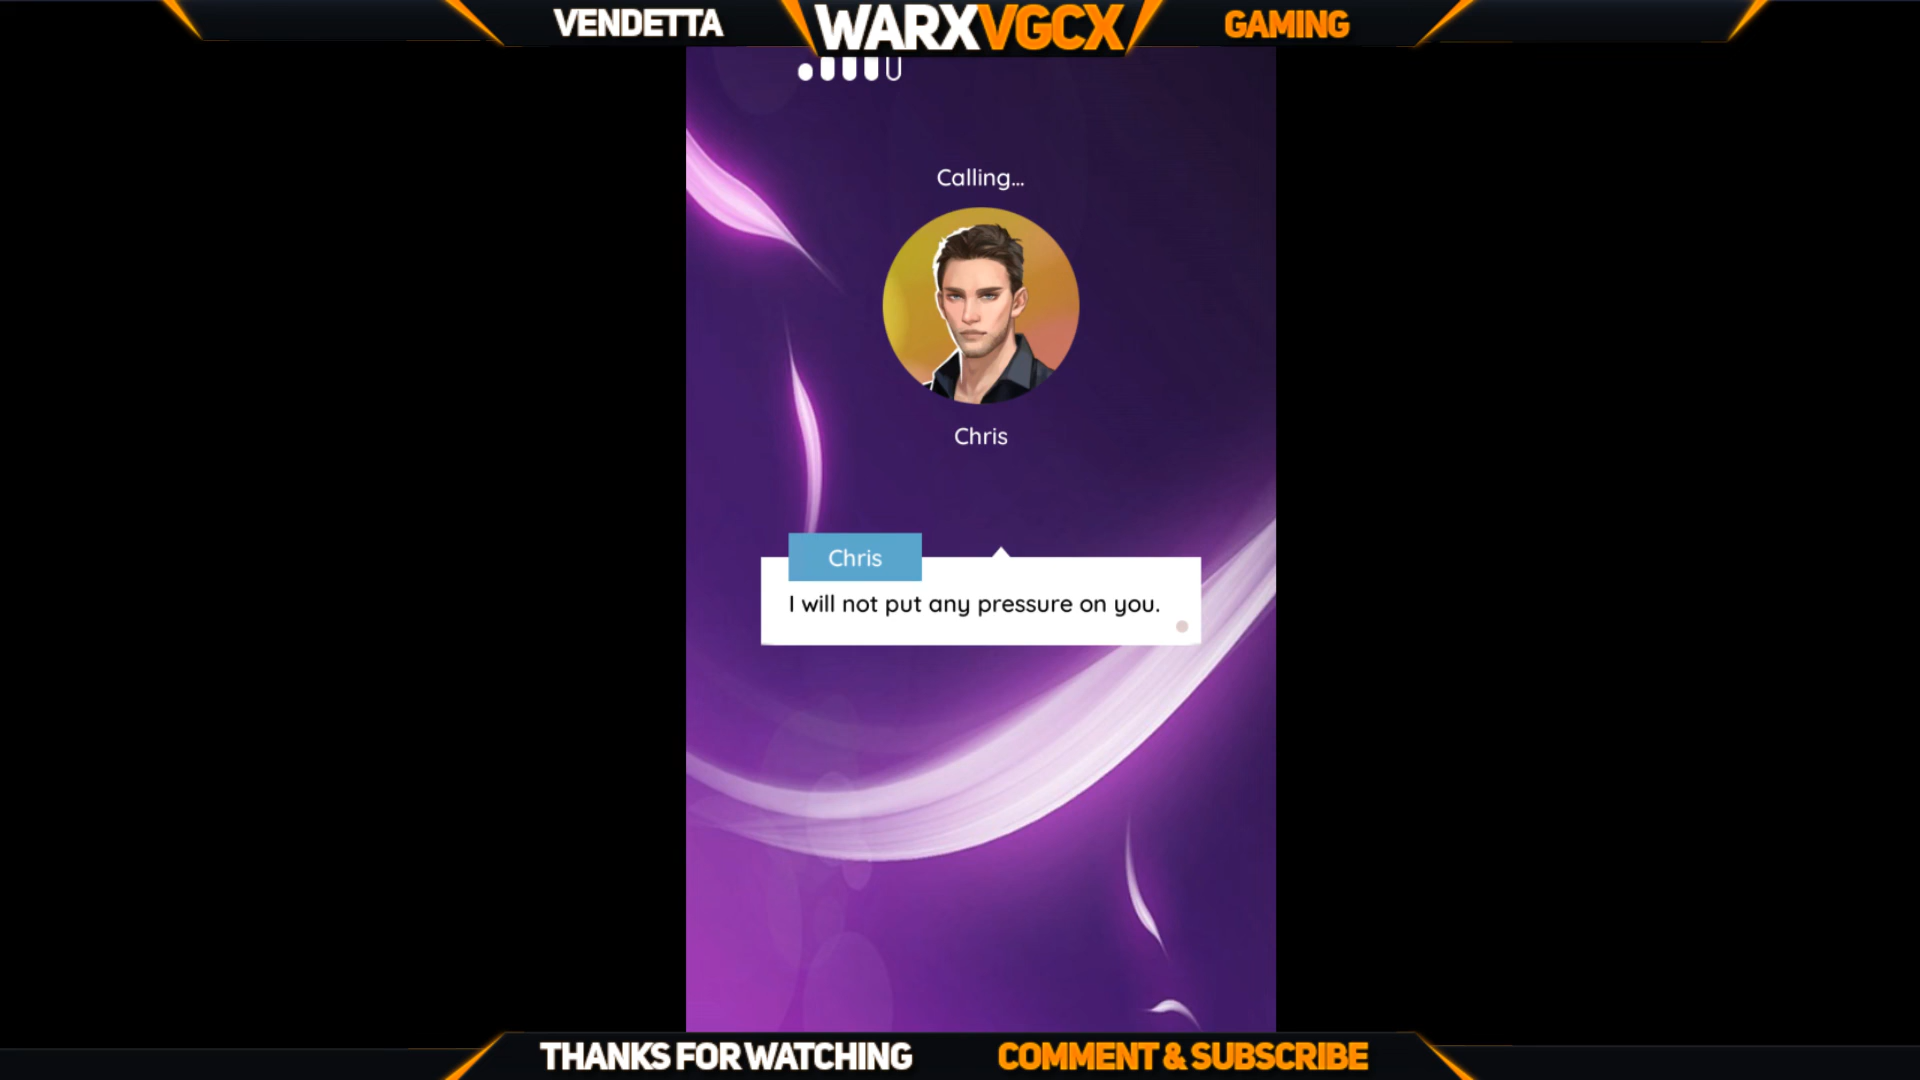 VENDETTA
WARXVGCX
GAMING
Calling...
Chris
Chris
I will not put any pressure on you.
THANKS FOR WATCHING
COMMENT & SUBSCRIBE